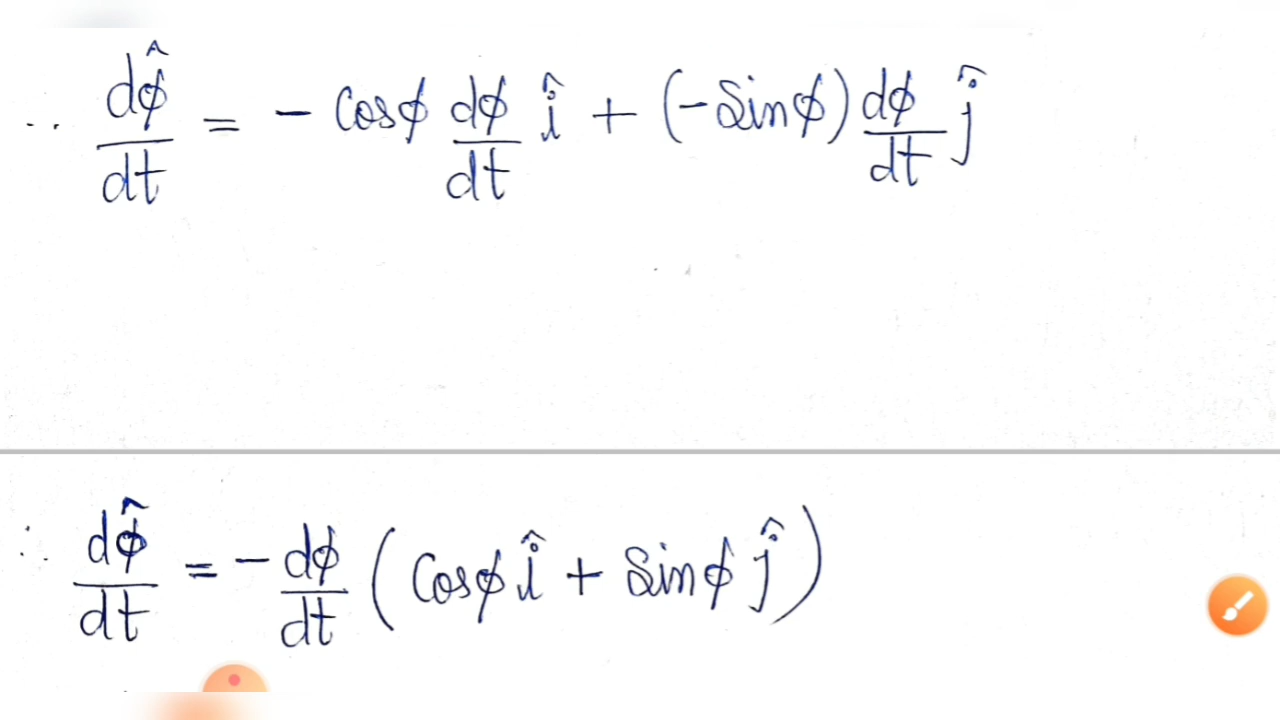 ∴ dφ̂/dt = - Cosφ dφ/dt î + (-Sinφ) dφ/dt ĵ
∴ dφ̂/dt = - dφ/dt (Cosφ î + Sinφ ĵ)